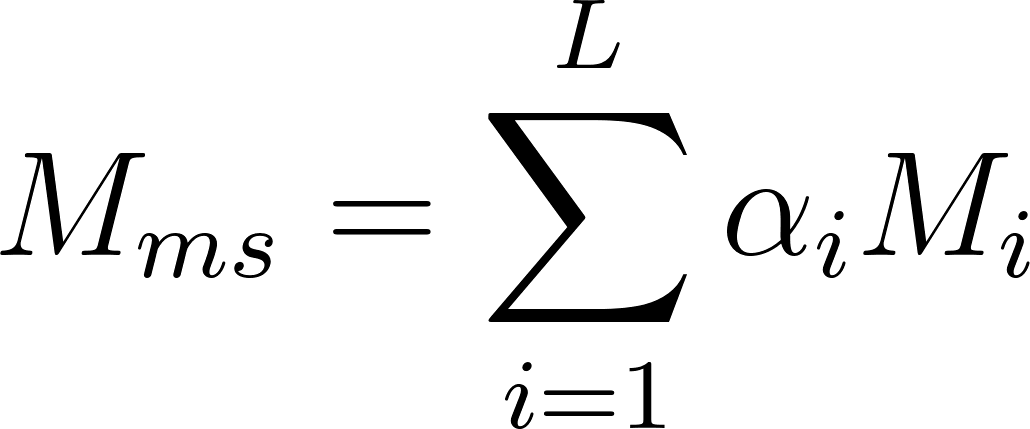 M_{ms} = \sum_{i=1}^{L} \alpha_i M_i